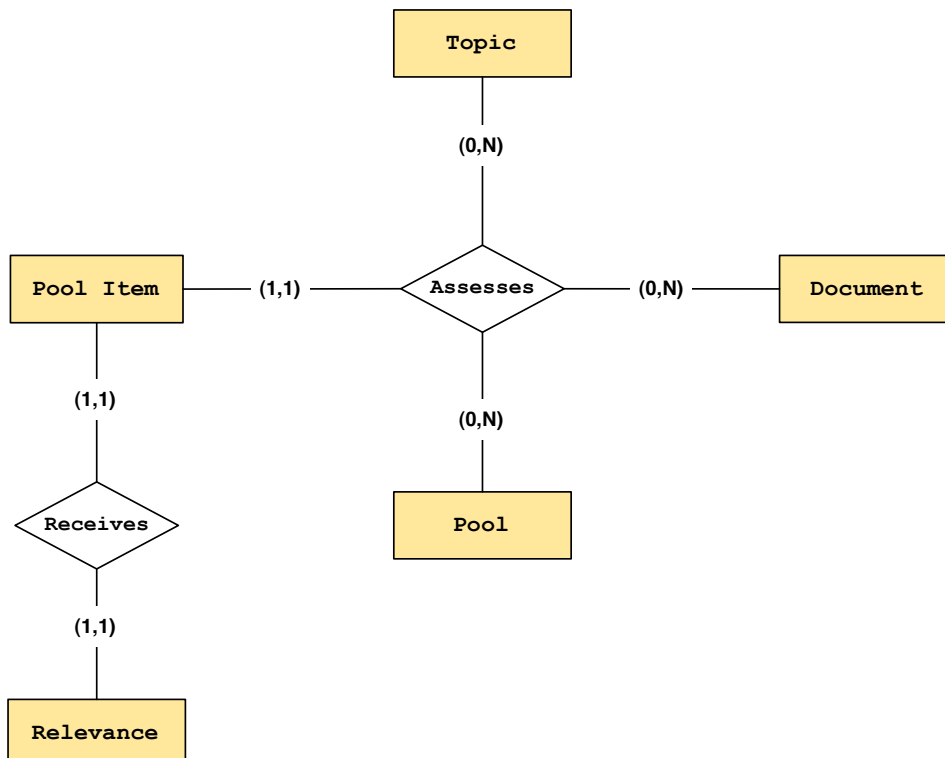 Topic
(0,N)
Pool Item
(1,1)
Assesses
(0,N)
Document
(1,1)
(0,N)
Receives
Pool
(1,1)
Relevance